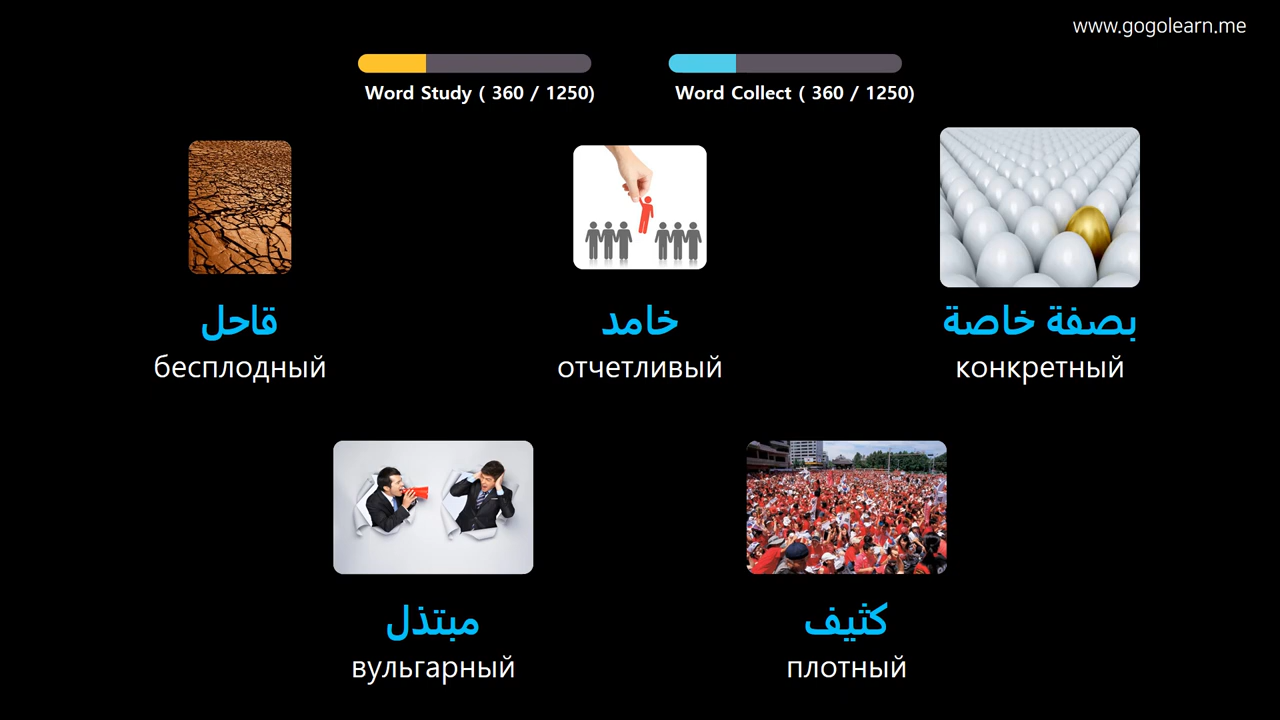 www.gogolearn.me
Word Study ( 360 / 1250)
Word Collect ( 360 / 1250)
قاحل
бесплодный
خامد
отчетливый
بصفة خاصة
конкретный
مبتذل
вульгарный
كثيف
плотный